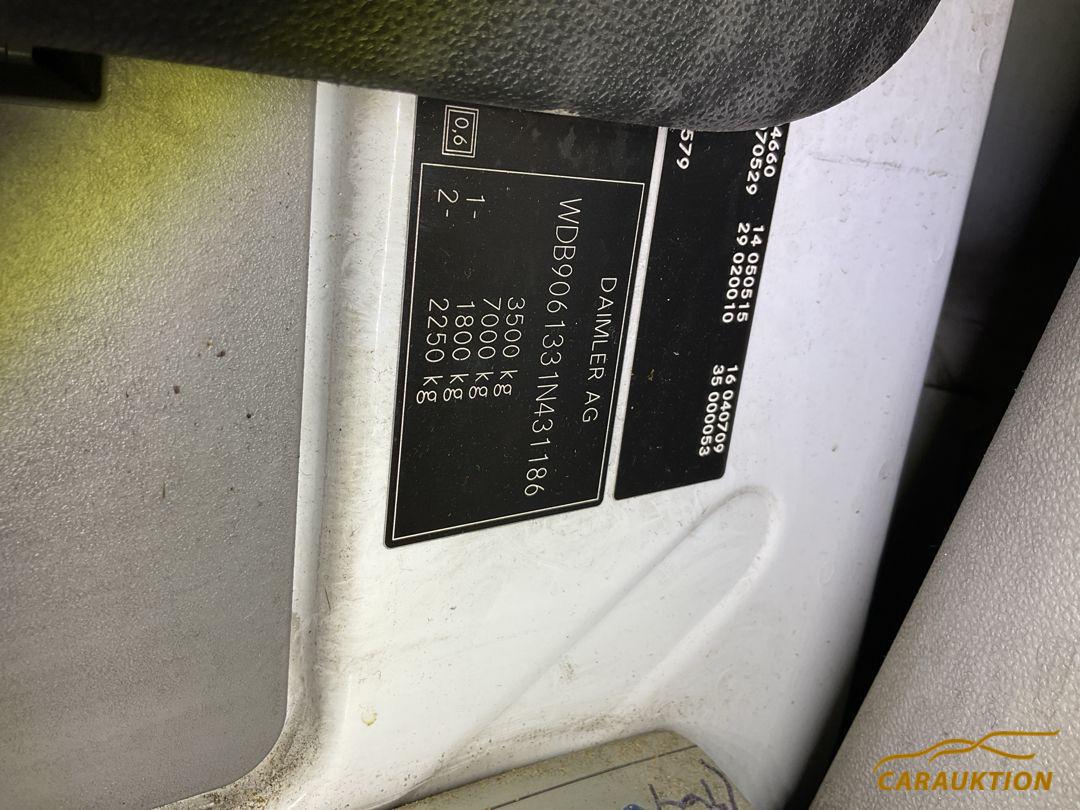 4660 14 050515 16 040709
770529 29 020010 35 000053
579
DAIMLER AG
WDB9061331N431186
3500 kg
7000 kg
1- 1800 kg
2- 2250 kg
0,6
CARAUKTION